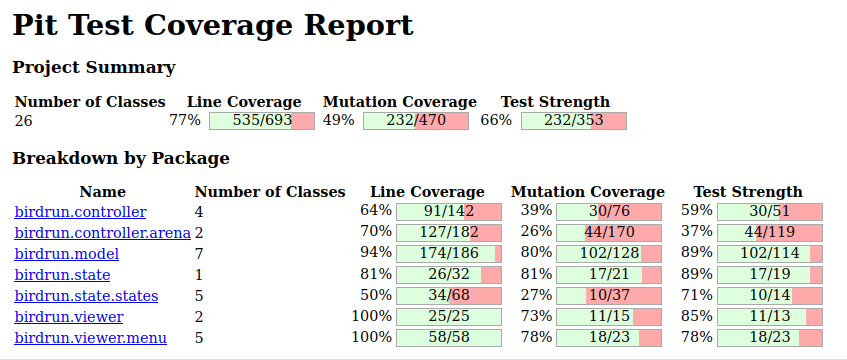 Pit Test Coverage Report
Project Summary
Number of Classes Line Coverage Mutation Coverage Test Strength
26 77% 535/693 49% 232/470 66% 232/353
Breakdown by Package
Name Number of Classes Line Coverage Mutation Coverage Test Strength
birdrun.controller 4 64% 91/142 39% 30/76 59% 30/51
birdrun.controller.arena 2 70% 127/182 26% 44/170 37% 44/119
birdrun.model 7 94% 174/186 80% 102/128 89% 102/114
birdrun.state 1 81% 26/32 81% 17/21 89% 17/19
birdrun.state.states 5 50% 34/68 27% 10/37 71% 10/14
birdrun.viewer 2 100% 25/25 73% 11/15 85% 11/13
birdrun.viewer.menu 5 100% 58/58 78% 18/23 78% 18/23